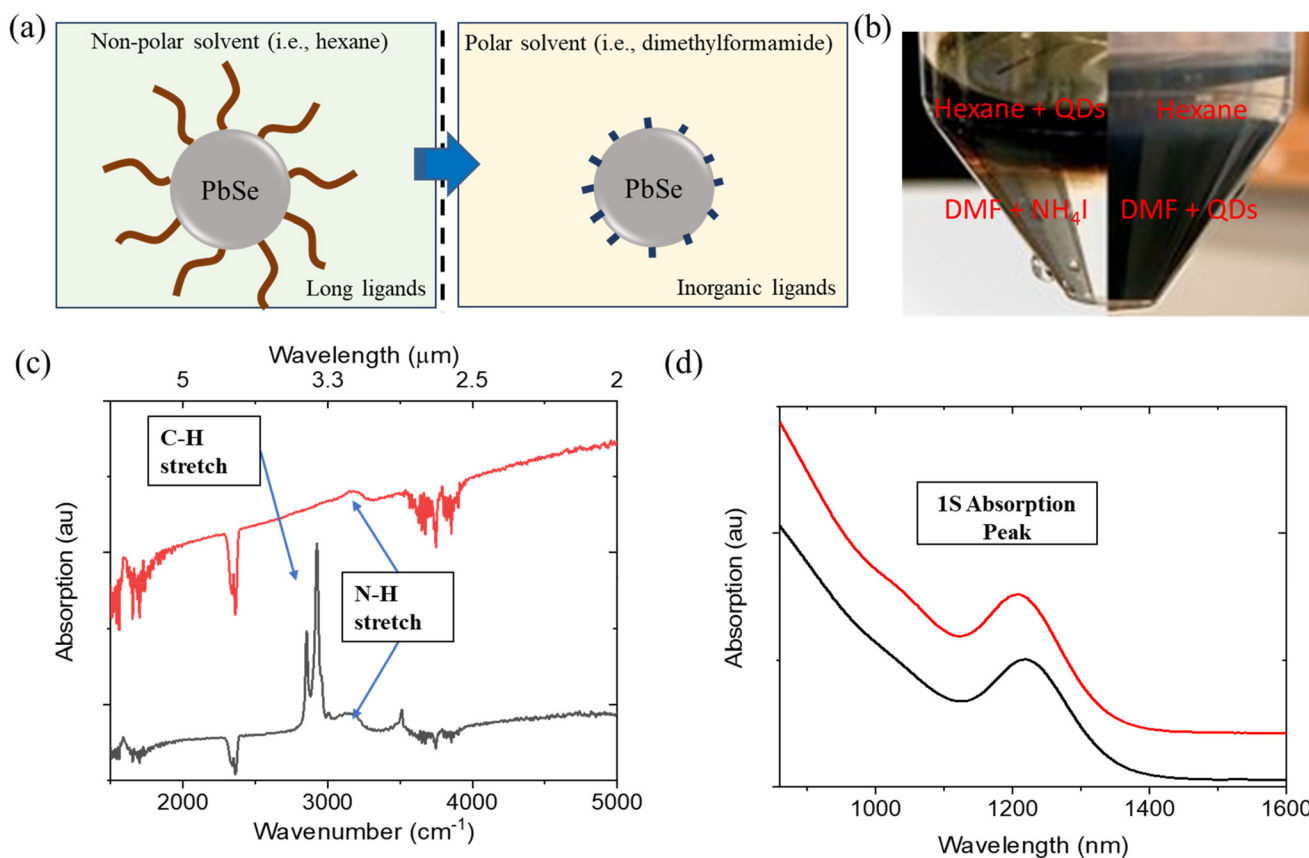 (a)
Non-polar solvent (i.e., hexane)
PbSe
Long ligands
Polar solvent (i.e., dimethylformamide)
PbSe
Inorganic ligands
(b)
Hexane + QDs
Hexane
DMF + NH₄I
DMF + QDs
(c)
Wavelength (μm)
5 3.3 2.5 2
C-H
stretch
N-H
stretch
Absorption (au)
2000 3000 4000 5000
Wavenumber (cm⁻¹)
(d)
1S Absorption
Peak
Absorption (au)
1000 1200 1400 1600
Wavelength (nm)